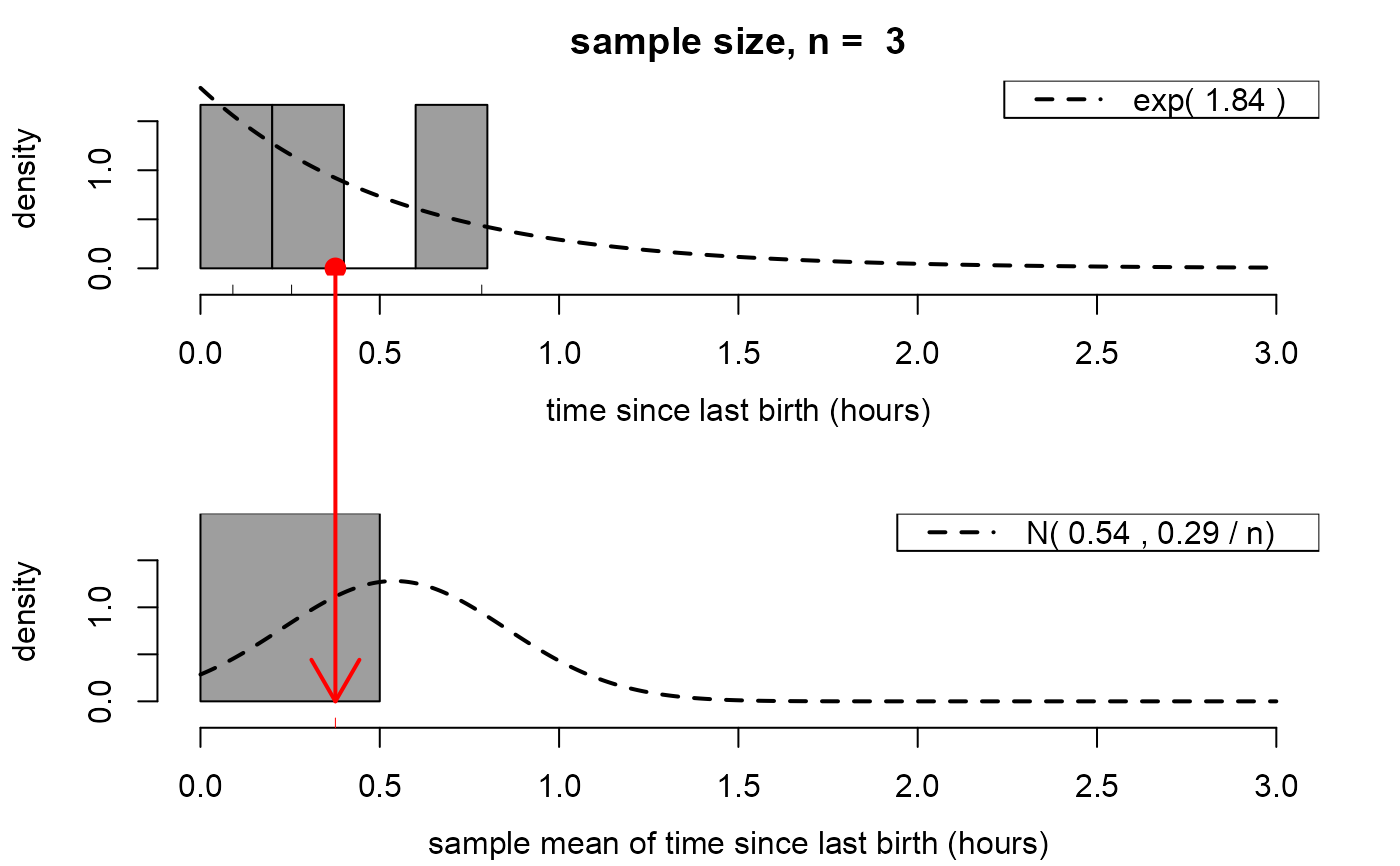 sample size, n = 3
exp( 1.84 )
density
1.0
0.0
0.0 0.5 1.0 1.5 2.0 2.5 3.0
time since last birth (hours)
N( 0.54 , 0.29 / n)
density
1.0
0.0
0.0 0.5 1.0 1.5 2.0 2.5 3.0
sample mean of time since last birth (hours)